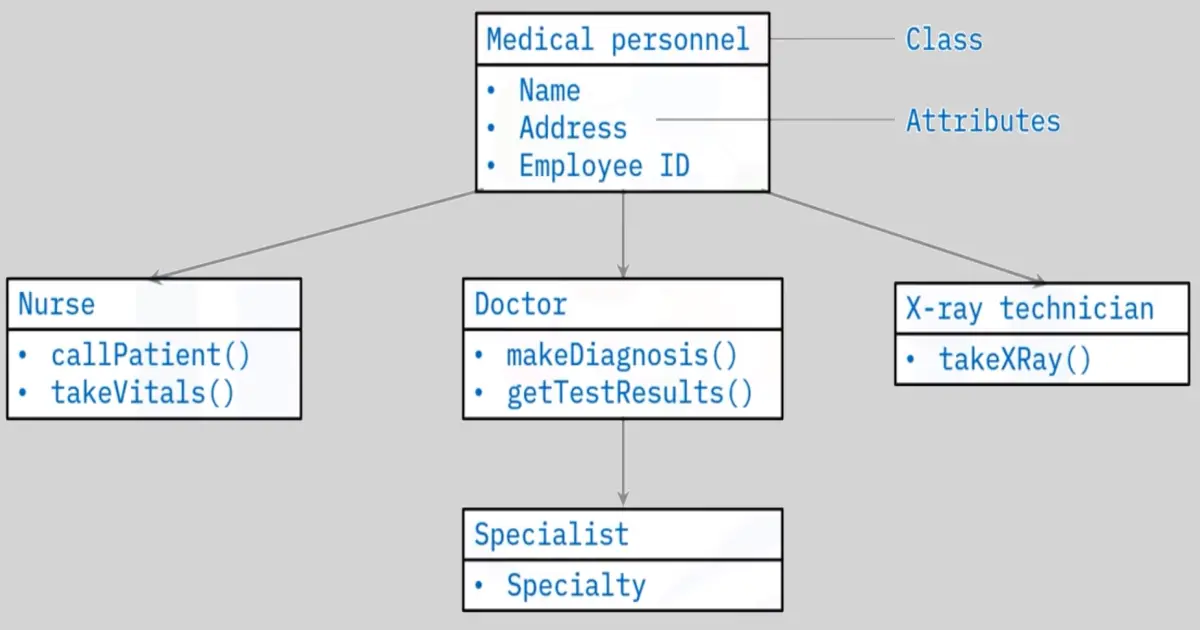 Medical personnel
Class
• Name
• Address
Attributes
• Employee ID
Nurse
• callPatient()
• takeVitals()
Doctor
• makeDiagnosis()
• getTestResults()
X-ray technician
• takeXRay()
Specialist
• Specialty